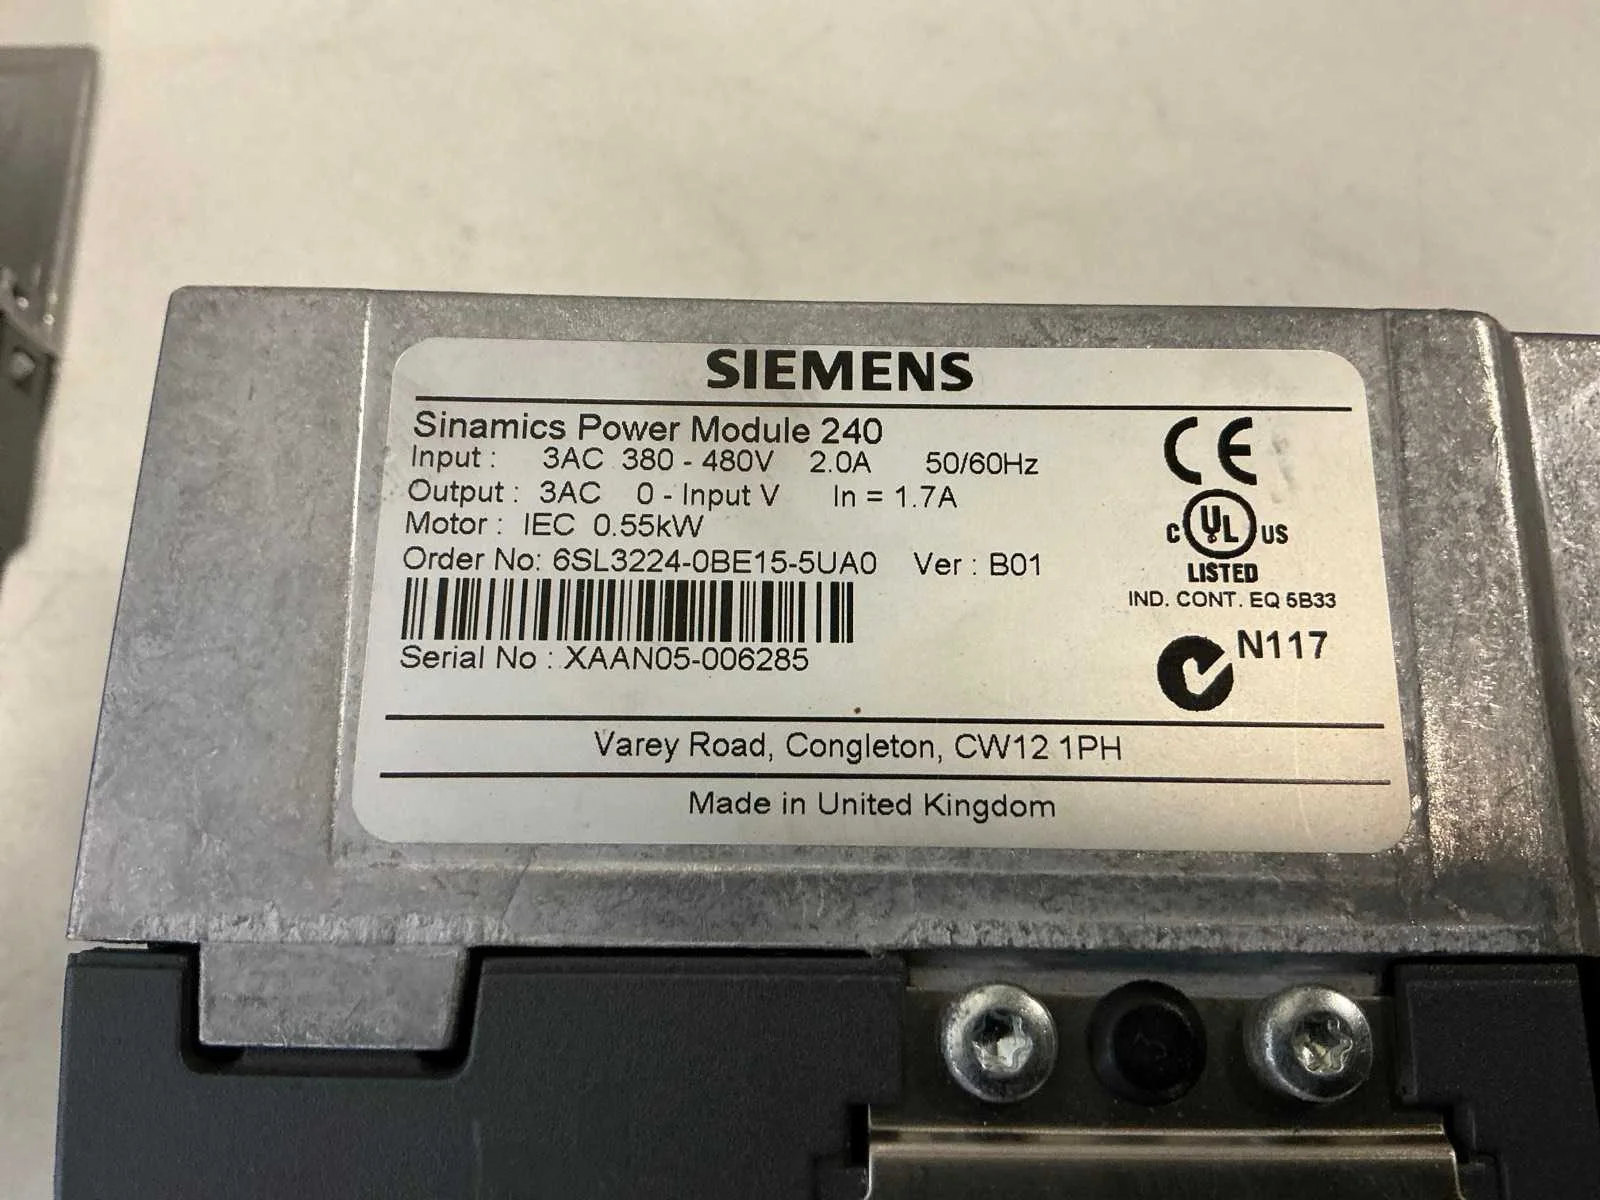 SIEMENS
Sinamics Power Module 240
Input : 3AC 380 - 480V 2.0A 50/60Hz
Output : 3AC 0 - Input V In = 1.7A
Motor : IEC 0.55kW
Order No: 6SL3224-0BE15-5UA0 Ver : B01
Serial No : XAAN05-006285
CE
C UL US
LISTED
IND. CONT. EQ 5B33
N117
Varey Road, Congleton, CW12 1PH
Made in United Kingdom